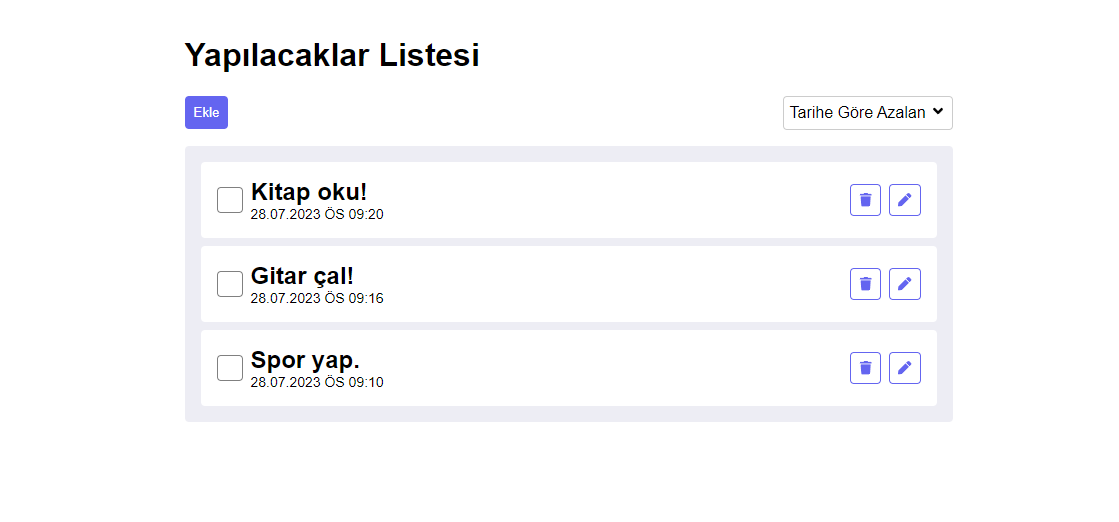 Yapılacaklar Listesi
Ekle
Tarihe Göre Azalan
Kitap oku!
28.07.2023 ÖS 09:20
Gitar çal!
28.07.2023 ÖS 09:16
Spor yap.
28.07.2023 ÖS 09:10